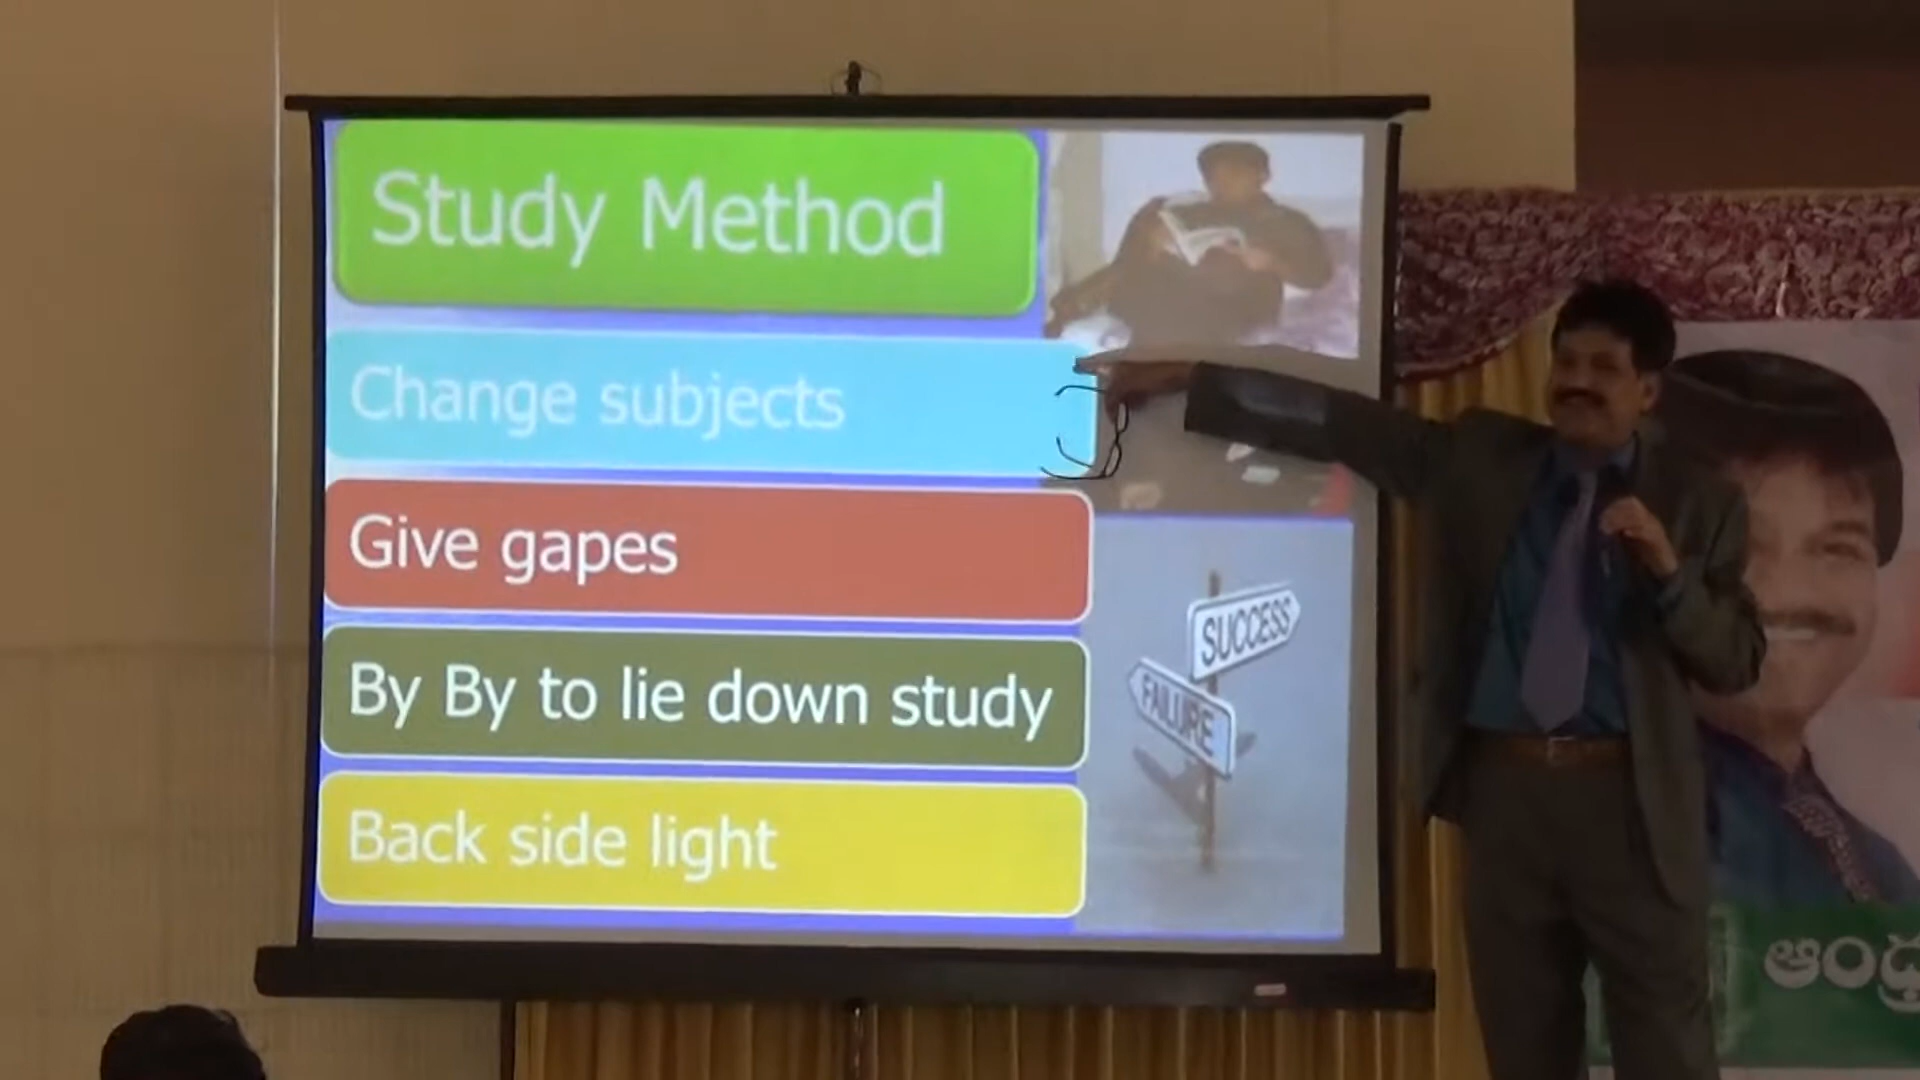 Study Method
Change subjects
Give gapes
By By to lie down study
Back side light
SUCCESS
FAILURE